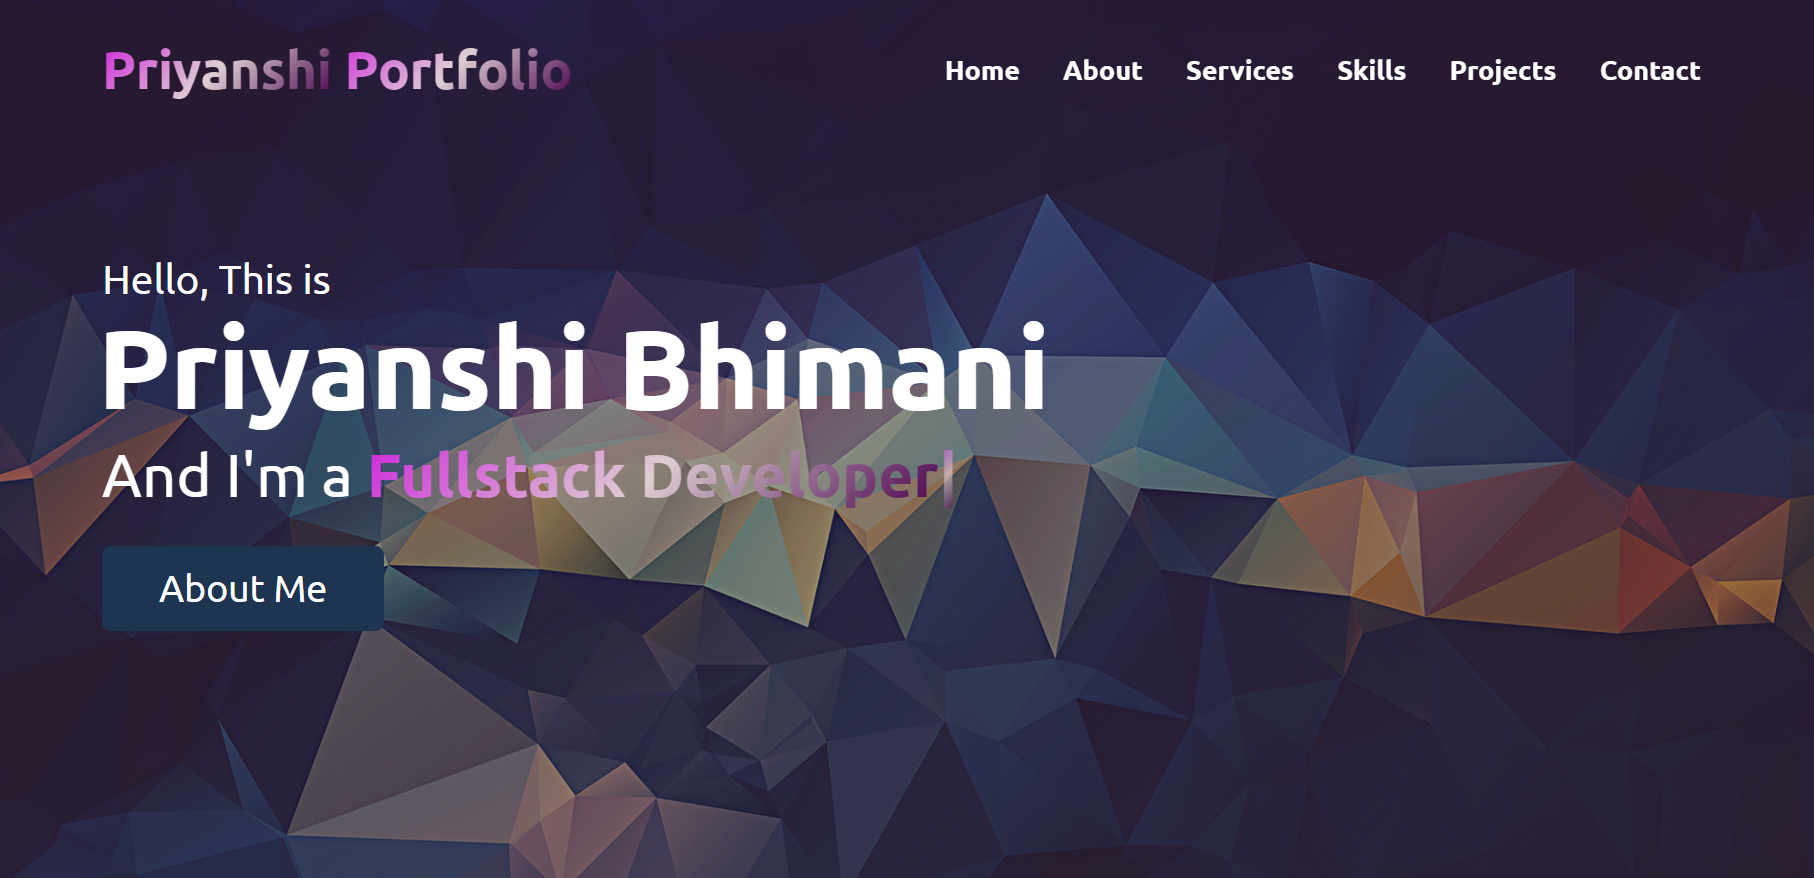 Priyanshi Portfolio
Home About Services Skills Projects Contact
Hello, This is
Priyanshi Bhimani
And I'm a Fullstack Developer|
About Me